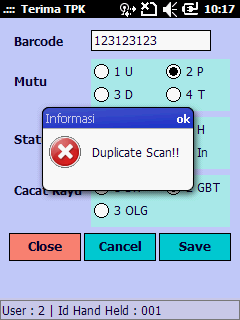 Terima TPK 10:17
Barcode 123123123
Mutu 1 U 2 P
3 D 4 T
Informasi ok
Duplicate Scan!!
Stat H
In
Cacat Kayu GBT
3 OLG
Close Cancel Save
User : 2 | Id Hand Held : 001